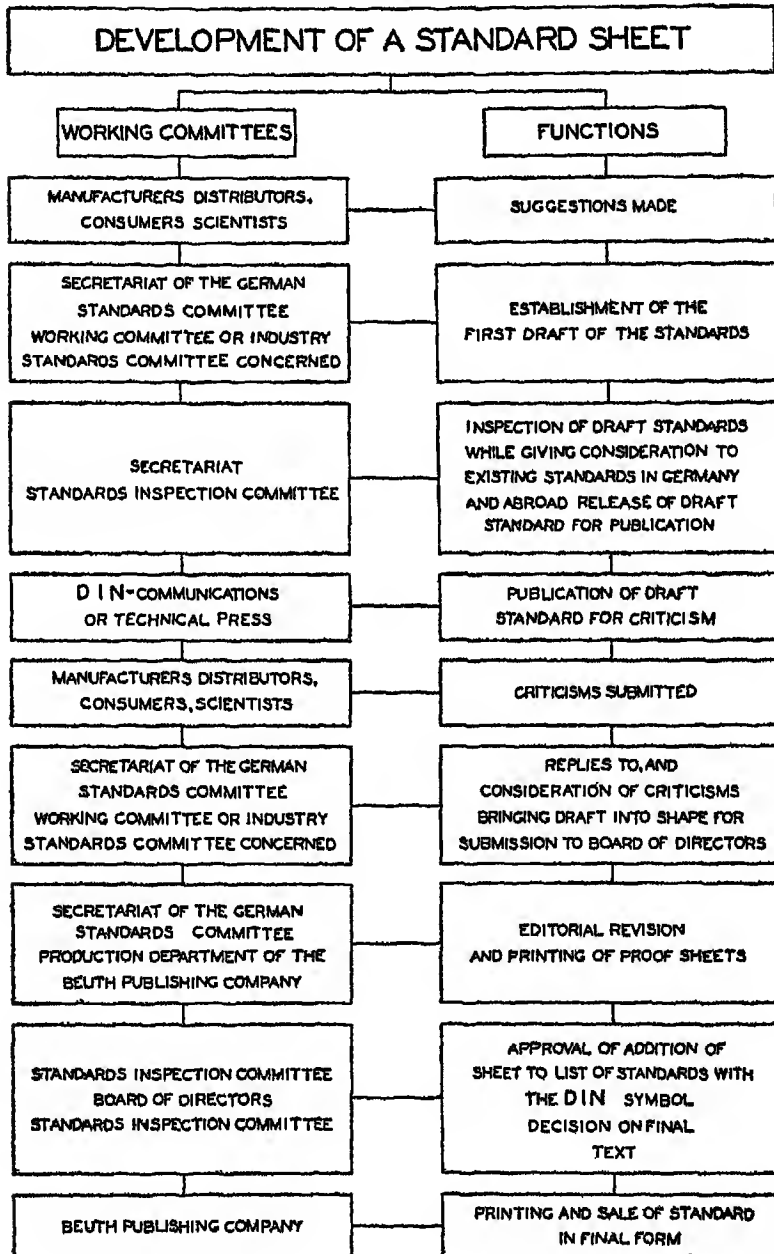 DEVELOPMENT OF A STANDARD SHEET
WORKING COMMITTEES
FUNCTIONS
MANUFACTURERS DISTRIBUTORS,
CONSUMERS SCIENTISTS
SUGGESTIONS MADE
SECRETARIAT OF THE GERMAN
STANDARDS COMMITTEE
WORKING COMMITTEE OR INDUSTRY
STANDARDS COMMITTEE CONCERNED
ESTABLISHMENT OF THE
FIRST DRAFT OF THE STANDARDS
SECRETARIAT
STANDARDS INSPECTION COMMITTEE
INSPECTION OF DRAFT STANDARDS
WHILE GIVING CONSIDERATION TO
EXISTING STANDARDS IN GERMANY
AND ABROAD RELEASE OF DRAFT
STANDARD FOR PUBLICATION
DIN-COMMUNICATIONS
OR TECHNICAL PRESS
PUBLICATION OF DRAFT
STANDARD FOR CRITICISM
MANUFACTURERS DISTRIBUTORS,
CONSUMERS, SCIENTISTS
CRITICISMS SUBMITTED
SECRETARIAT OF THE GERMAN
STANDARDS COMMITTEE
WORKING COMMITTEE OR INDUSTRY
STANDARDS COMMITTEE CONCERNED
REPLIES TO, AND
CONSIDERATION OF CRITICISMS
BRINGING DRAFT INTO SHAPE FOR
SUBMISSION TO BOARD OF DIRECTORS
SECRETARIAT OF THE GERMAN
STANDARDS COMMITTEE
PRODUCTION DEPARTMENT OF THE
BEUTH PUBLISHING COMPANY
EDITORIAL REVISION
AND PRINTING OF PROOF SHEETS
STANDARDS INSPECTION COMMITTEE
BOARD OF DIRECTORS
STANDARDS INSPECTION COMMITTEE
APPROVAL OF ADDITION OF
SHEET TO LIST OF STANDARDS WITH
THE DIN SYMBOL
DECISION ON FINAL
TEXT
BEUTH PUBLISHING COMPANY
PRINTING AND SALE OF STANDARD
IN FINAL FORM